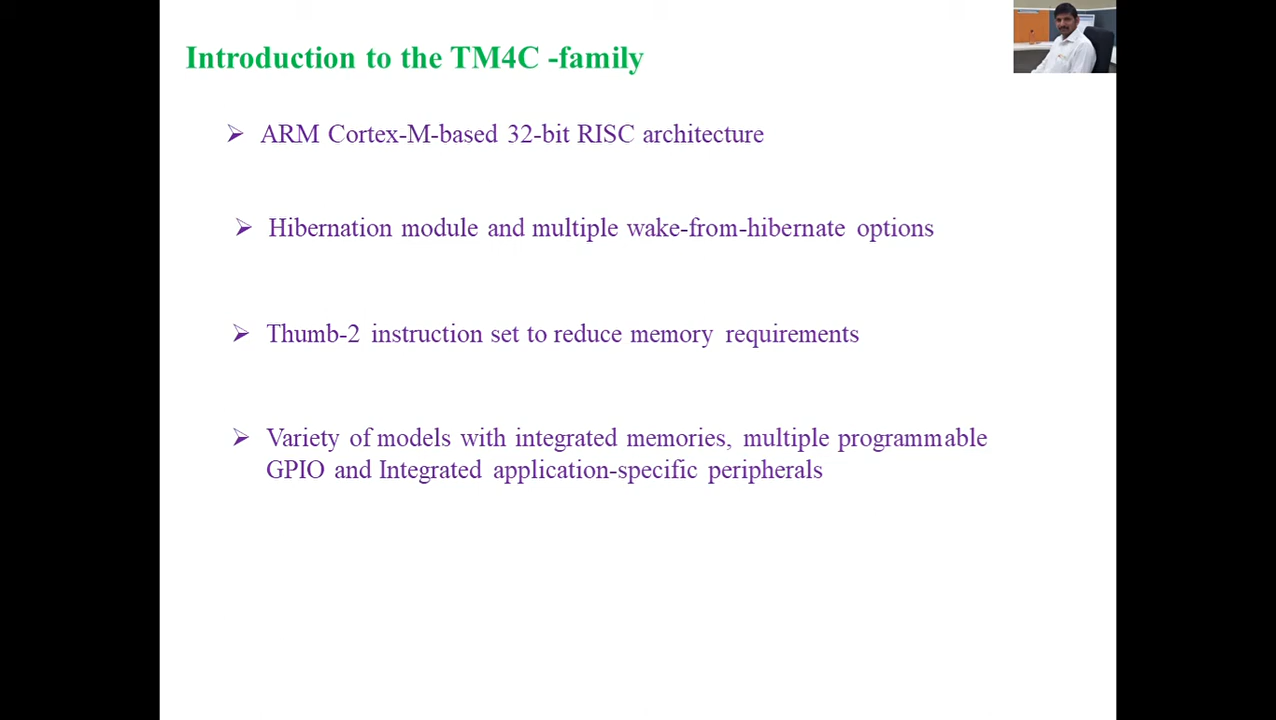 Introduction to the TM4C -family
➢ ARM Cortex-M-based 32-bit RISC architecture
➢ Hibernation module and multiple wake-from-hibernate options
➢ Thumb-2 instruction set to reduce memory requirements
➢ Variety of models with integrated memories, multiple programmable
GPIO and Integrated application-specific peripherals